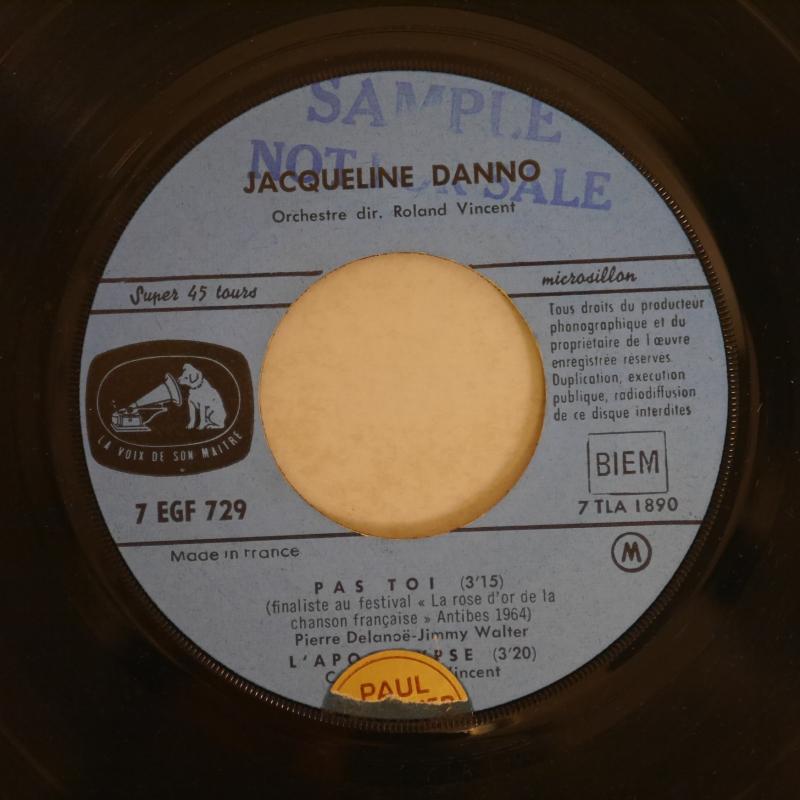 SAMPLE
NOT FOR SALE
JACQUELINE DANNO
Orchestre dir. Roland Vincent
Super 45 tours
microsillon
Tous droits du producteur
phonographique et du
propriétaire de l œuvre
enregistrée réservés
Duplication, execution
publique, radiodiffusion
de ce disque interdites
LA VOIX DE SON MAITRE
BIEM
7 EGF 729
7 TLA 1890
Made in France
M
PAS TOI (3'15)
(finaliste au festival « La rose d'or de la
chanson française » Antibes 1964)
Pierre Delanoë-Jimmy Walter
(3'20)
PAUL